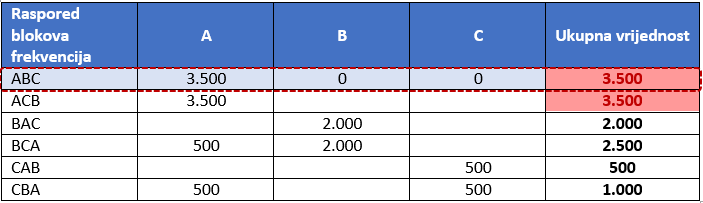 Raspored blokova frekvencija A B C Ukupna vrijednost
ABC 3.500 0 0 3.500
ACB 3.500 3.500
BAC 2.000 2.000
BCA 500 2.000 2.500
CAB 500 500
CBA 500 500 1.000